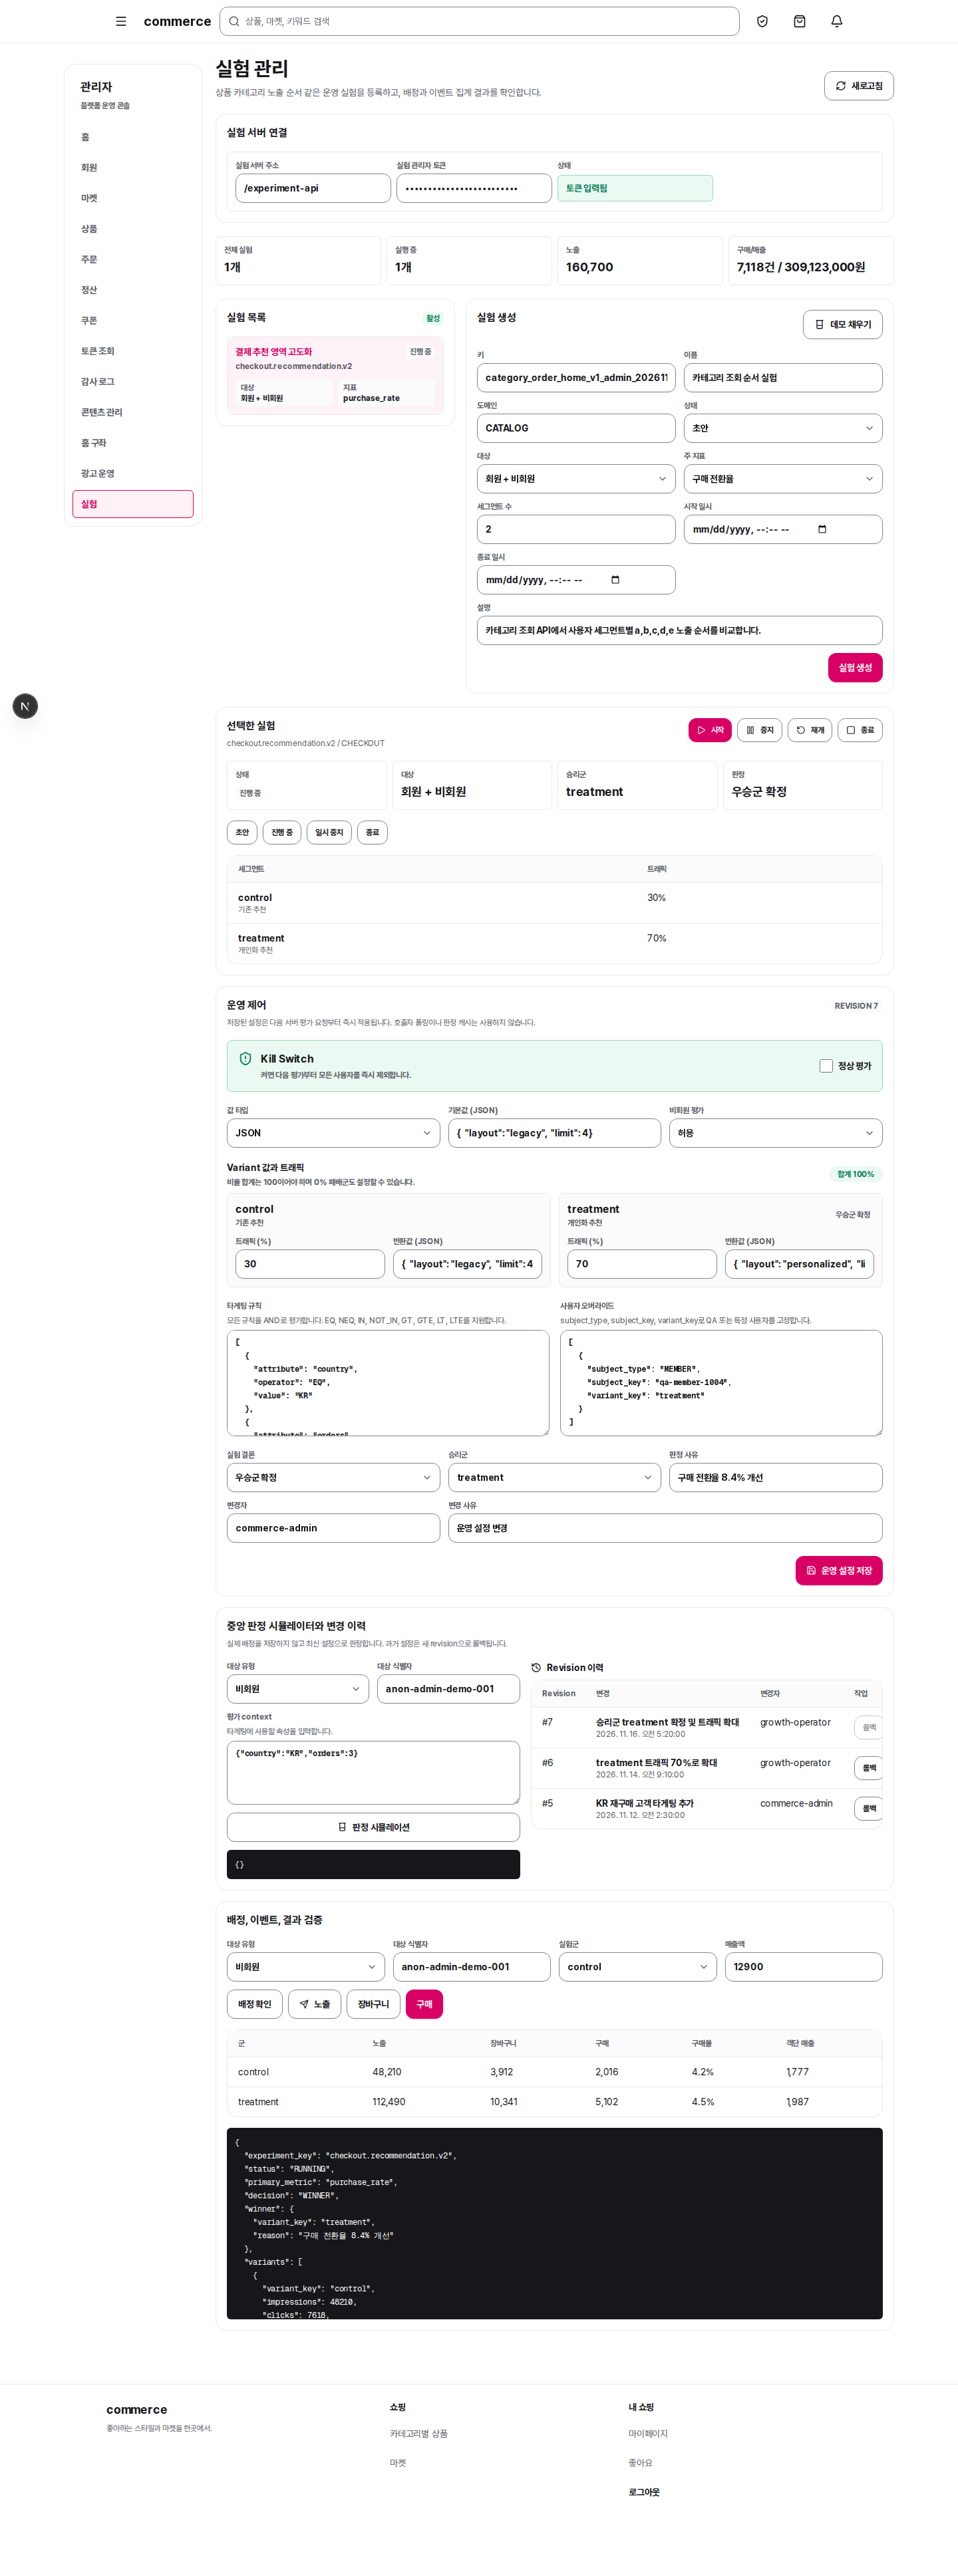 commerce
상품, 마켓, 키워드 검색
관리자
플랫폼 운영 콘솔
홈
회원
마켓
상품
주문
정산
쿠폰
토큰 조회
감사 로그
콘텐츠 관리
홈 구좌
광고 운영
실험
실험 관리
상품 카테고리 노출 순서 같은 운영 실험을 등록하고, 배정과 이벤트 집계 결과를 확인합니다.
새로고침
실험 서버 연결
실험 서버 주소
실험 관리자 토큰
상태
/experiment-api
•••••••••••••••••••••••••
토큰 입력됨
전체 실험
1개
실행 중
1개
노출
160,700
구매/매출
7,118건 / 309,123,000원
실험 목록
활성
결제 추천 영역 고도화
진행 중
checkout.recommendation.v2
대상
회원 + 비회원
지표
purchase_rate
실험 생성
데모 채우기
키
이름
category_order_home_v1_admin_202611
카테고리 조회 순서 실험
도메인
상태
CATALOG
초안
대상
주 지표
회원 + 비회원
구매 전환율
세그먼트 수
시작 일시
2
mm/dd/yyyy, --:-- --
종료 일시
mm/dd/yyyy, --:-- --
설명
카테고리 조회 API에서 사용자 세그먼트별 a,b,c,d,e 노출 순서를 비교합니다.
실험 생성
N
선택한 실험
checkout.recommendation.v2 / CHECKOUT
시작
중지
재개
종료
상태
진행 중
대상
회원 + 비회원
승리군
treatment
판정
우승군 확정
초안
진행 중
일시 중지
종료
세그먼트
트래픽
control
기존 추천
30%
treatment
개인화 추천
70%
운영 제어
REVISION 7
저장된 설정은 다음 서버 평가 요청부터 즉시 적용됩니다. 호출자 폴링이나 판정 캐시는 사용하지 않습니다.
Kill Switch
켜면 다음 평가부터 모든 사용자를 즉시 제외합니다.
정상 평가
값 타입
기본값 (JSON)
비회원 평가
JSON
{ "layout":"legacy", "limit":4}
허용
Variant 값과 트래픽
비율 합계는 100이어야 하며 0% 패배군도 설정할 수 있습니다.
합계 100%
control
기존 추천
트래픽 (%)
반환값 (JSON)
30
{ "layout":"legacy", "limit":4
treatment
개인화 추천
우승군 확정
트래픽 (%)
반환값 (JSON)
70
{ "layout":"personalized", "li
타겟팅 규칙
모든 규칙을 AND로 평가합니다. EQ, NEQ, IN, NOT_IN, GT, GTE, LT, LTE를 지원합니다.
[
{
"attribute": "country",
"operator": "EQ",
"value": "KR"
},
{
"attribute": "orders"
사용자 오버라이드
subject_type, subject_key, variant_key로 QA 또는 특정 사용자를 고정합니다.
[
{
"subject_type": "MEMBER",
"subject_key": "qa-member-1004",
"variant_key": "treatment"
}
]
실험 결론
승리군
판정 사유
우승군 확정
treatment
구매 전환율 8.4% 개선
변경자
변경 사유
commerce-admin
운영 설정 변경
운영 설정 저장
중앙 판정 시뮬레이터와 변경 이력
실제 배정을 저장하지 않고 최신 설정으로 판정합니다. 과거 설정은 새 revision으로 롤백됩니다.
대상 유형
대상 식별자
비회원
anon-admin-demo-001
평가 context
타게팅에 사용할 속성을 입력합니다.
{"country":"KR","orders":3}
판정 시뮬레이션
{}
Revision 이력
Revision
변경
변경자
작업
#7
승리군 treatment 확정 및 트래픽 확대
2026. 11. 16. 오전 5:20:00
growth-operator
롤백
#6
treatment 트래픽 70%로 확대
2026. 11. 14. 오전 9:10:00
growth-operator
롤백
#5
KR 재구매 고객 타게팅 추가
2026. 11. 12. 오전 2:30:00
commerce-admin
롤백
배정, 이벤트, 결과 검증
대상 유형
대상 식별자
실험군
매출액
비회원
anon-admin-demo-001
control
12900
배정 확인
노출
장바구니
구매
군
노출
장바구니
구매
구매율
객단 매출
control
48,210
3,912
2,016
4.2%
1,777
treatment
112,490
10,341
5,102
4.5%
1,987
{
"experiment_key": "checkout.recommendation.v2",
"status": "RUNNING",
"primary_metric": "purchase_rate",
"decision": "WINNER",
"winner": {
"variant_key": "treatment",
"reason": "구매 전환율 8.4% 개선"
},
"variants": [
{
"variant_key": "control",
"impressions": 48210,
"clicks": 7618,
commerce
좋아하는 스타일과 마켓을 한곳에서.
쇼핑
카테고리별 상품
마켓
내 쇼핑
마이페이지
좋아요
로그아웃